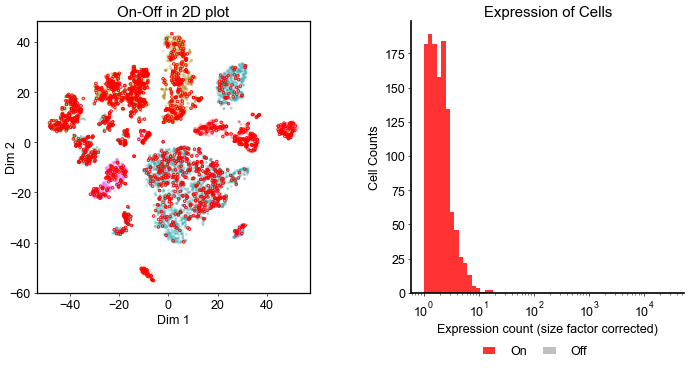 On-Off in 2D plot
40
20
0
−20
−40
−60
−40 −20 0 20 40
Dim 1
Dim 2
Expression of Cells
175
150
125
100
75
50
25
0
10^0 10^1 10^2 10^3 10^4
Cell Counts
Expression count (size factor corrected)
On Off